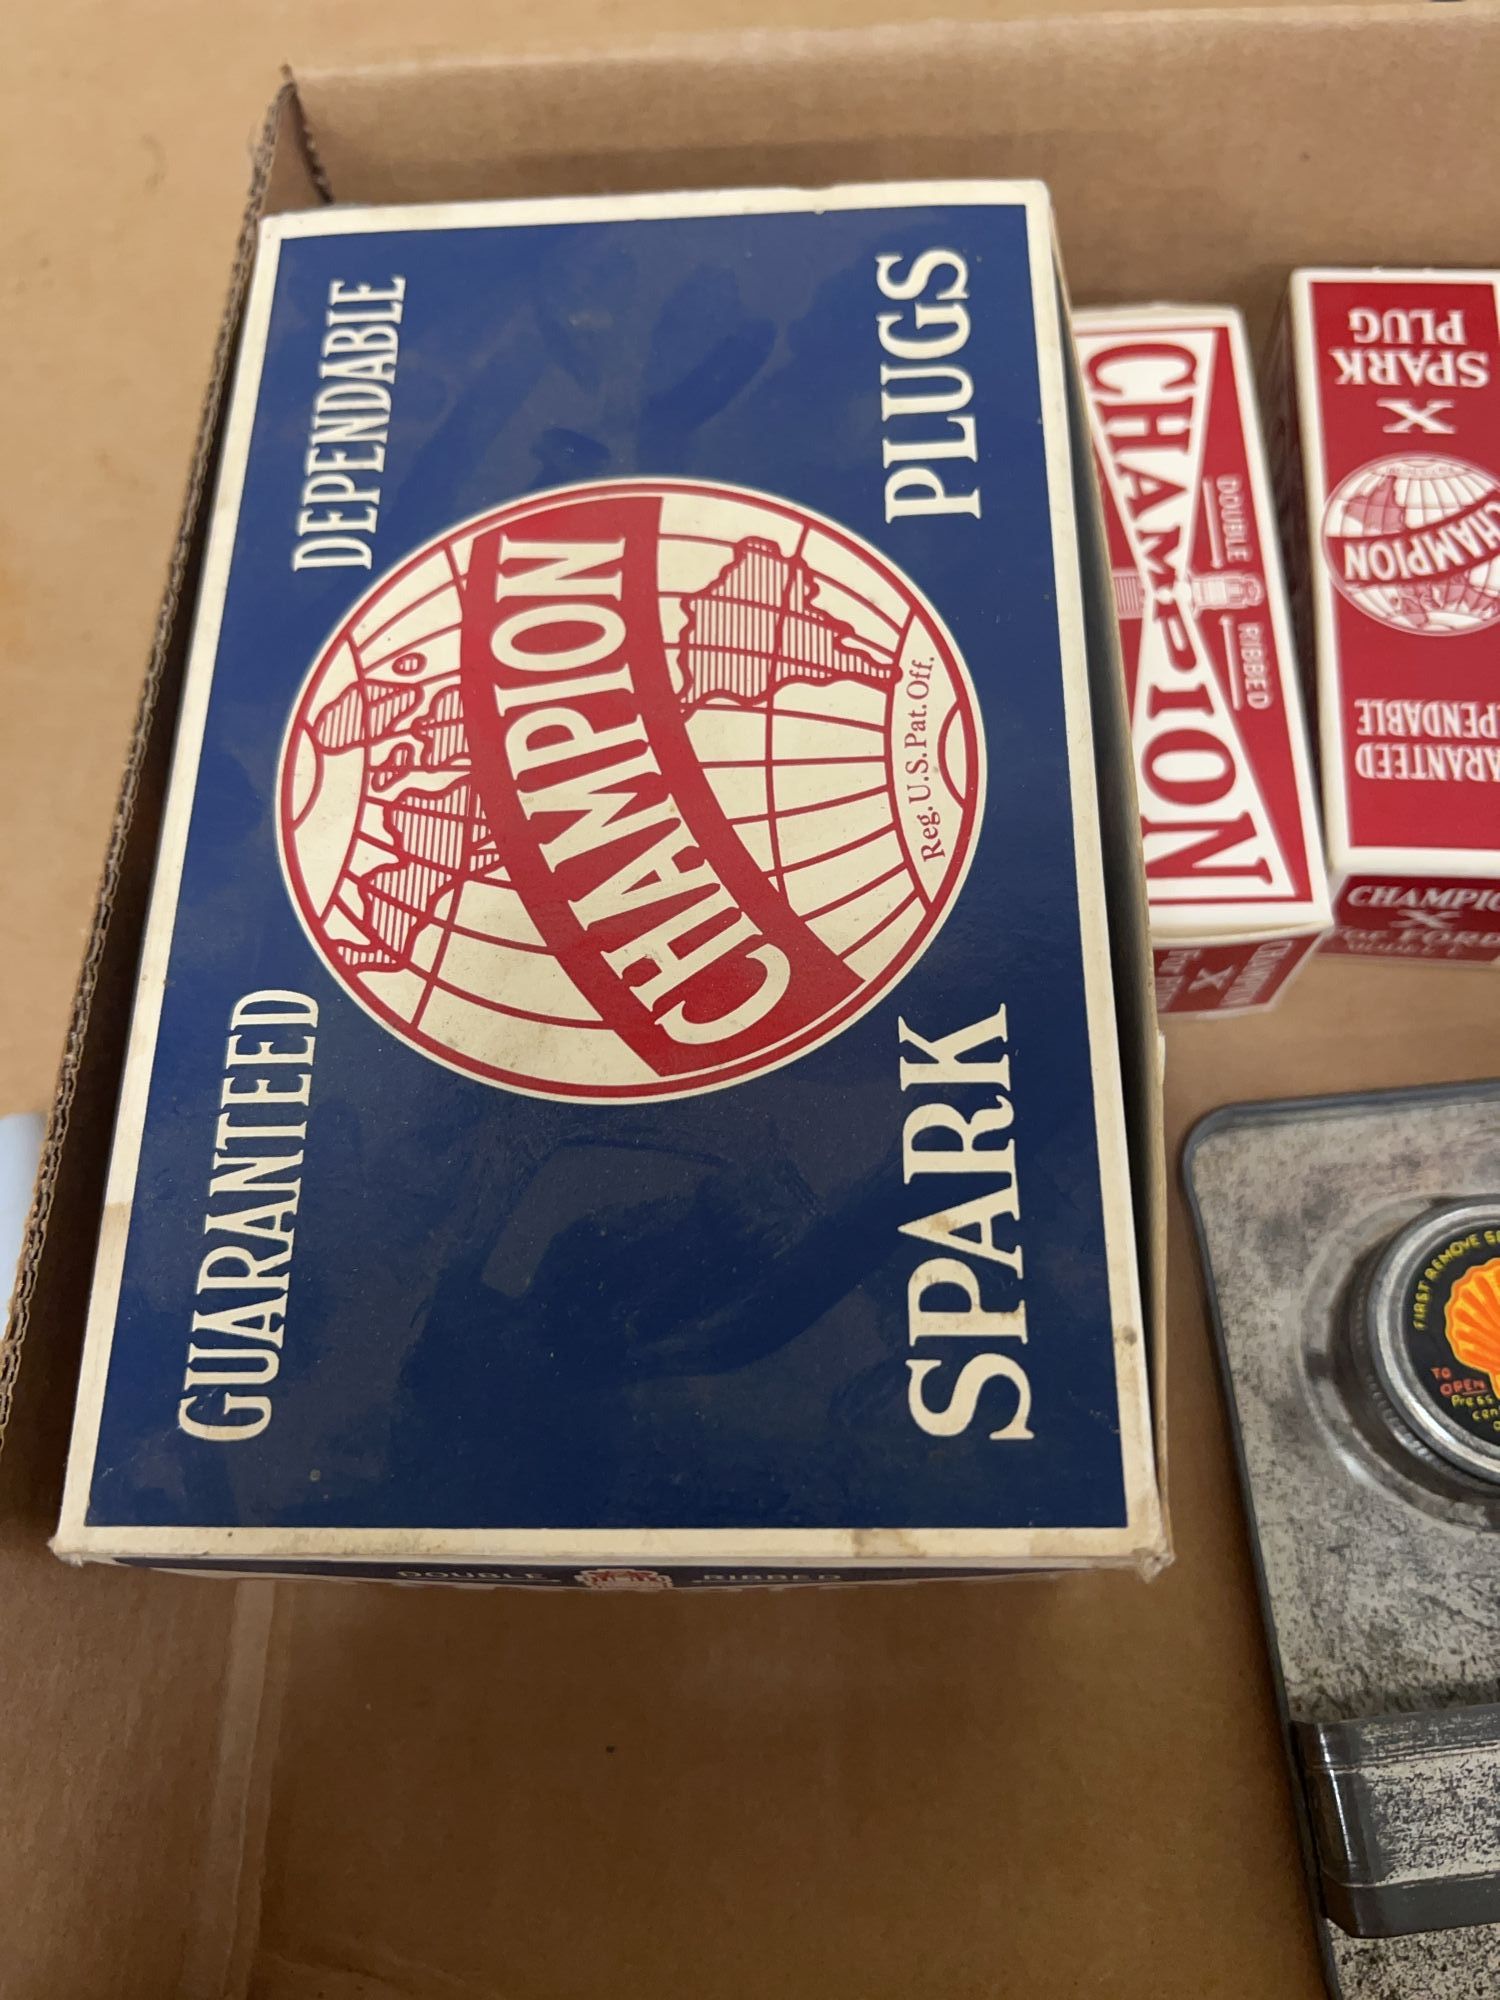 GUARANTEED DEPENDABLE
CHAMPION
Reg. U.S. Pat. Off.
SPARK PLUGS
DOUBLE RIBBED
CHAMPION
DOUBLE RIBBED
CHAMPION
X
X
SPARK
PLUG
CHAMPION
X
FIRST REMOVE
TO
OPEN
Press